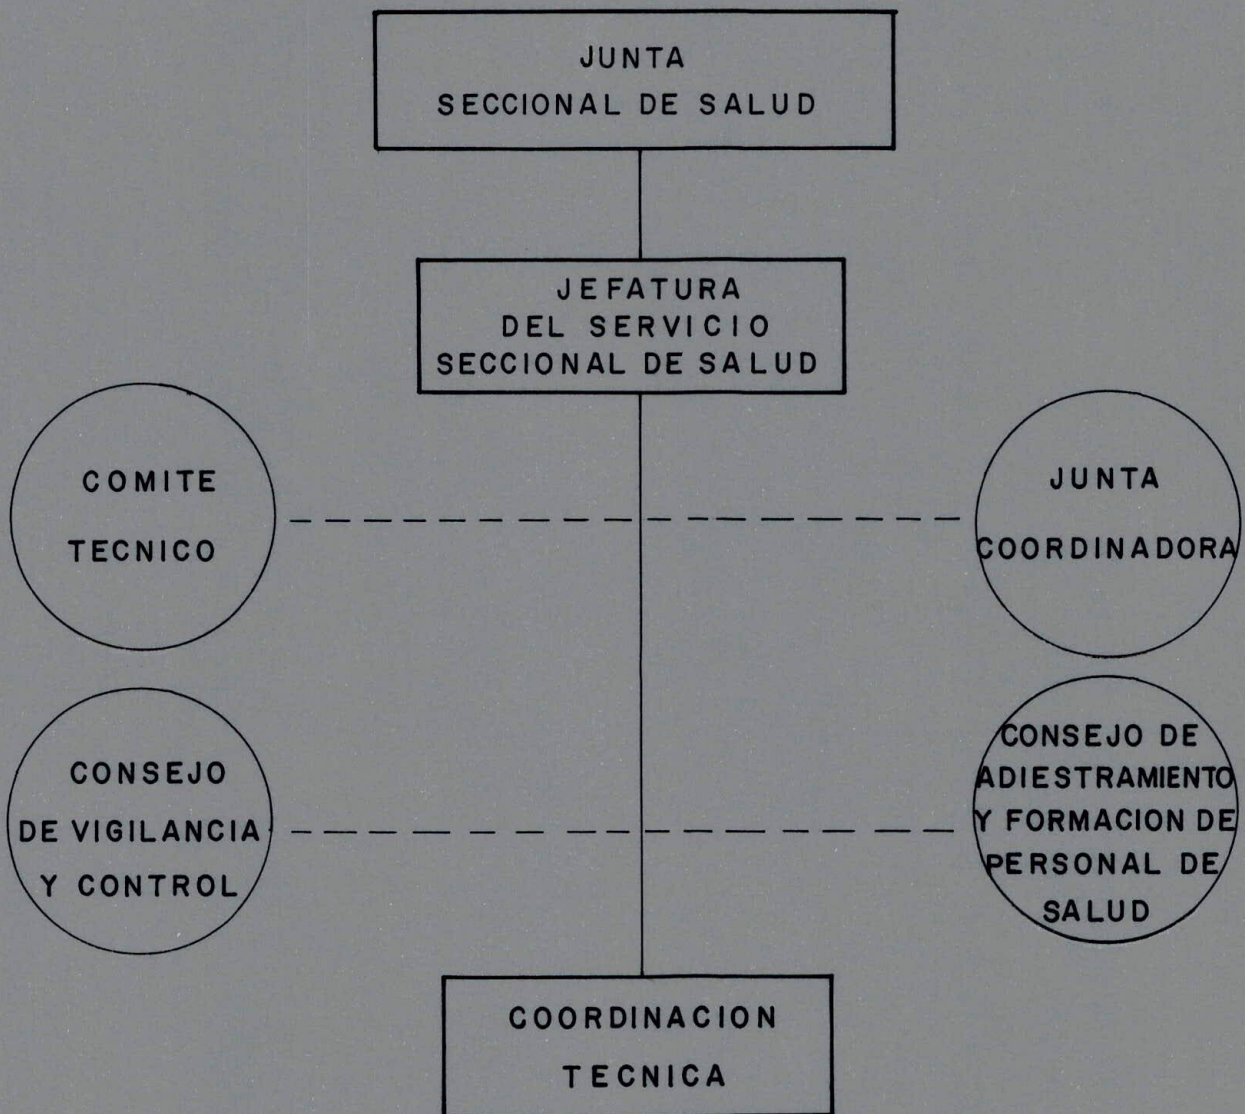 JUNTA
SECCIONAL DE SALUD
JEFATURA
DEL SERVICIO
SECCIONAL DE SALUD
COMITE
TECNICO
JUNTA
COORDINADORA
CONSEJO
DE VIGILANCIA
Y CONTROL
CONSEJO DE
ADIESTRAMIENTO
Y FORMACION DE
PERSONAL DE
SALUD
COORDINACION
TECNICA